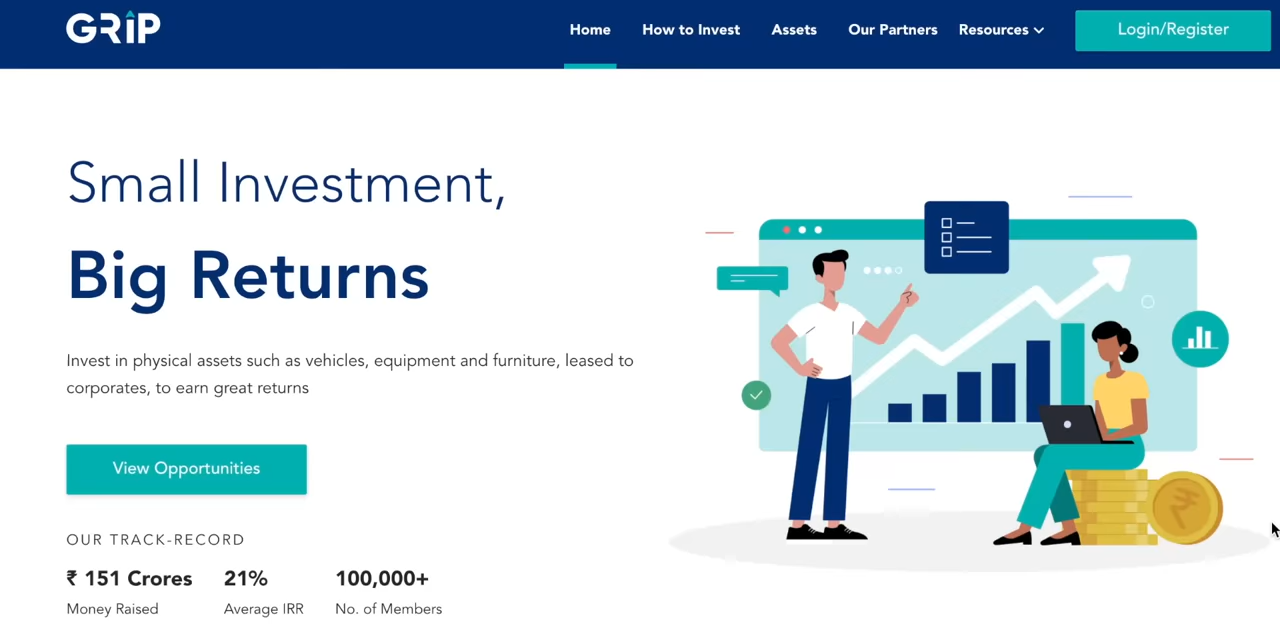 GRIP
Home How to Invest Assets Our Partners Resources Login/Register
Small Investment,
Big Returns
Invest in physical assets such as vehicles, equipment and furniture, leased to
corporates, to earn great returns
View Opportunities
OUR TRACK-RECORD
₹ 151 Crores 21% 100,000+
Money Raised Average IRR No. of Members
₹